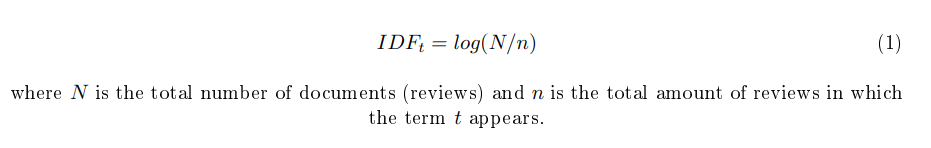 IDFt = log(N/n) (1)
where N is the total number of documents (reviews) and n is the total amount of reviews in which
the term t appears.